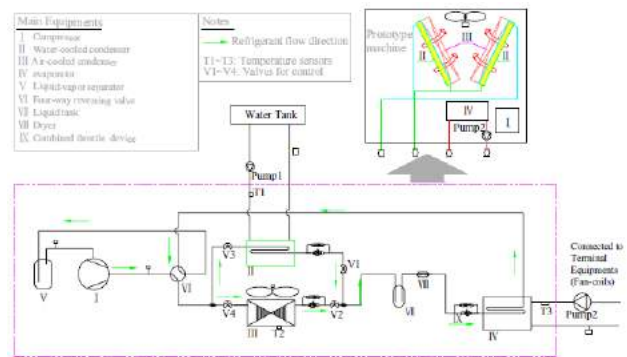 Main Equipments
I Compressor
II Water-cooled condenser
III Air-cooled condenser
IV evaporator
V Liquid-vapor separator
VI Four-way reversing valve
VII Liquid tank
VIII Dryer
IX Combined throttle device
Notes
Refrigerant flow direction
T1~T3: Temperature sensors
V1~V4: Valves for control
Prototype
machine
III
II
II
IV
Pump2
I
Water Tank
Pump1
T1
V3
II
V1
V
I
VI
V4
III
T2
V2
VII
VIII
IX
IV
T3
Connected to
Terminal
Equipments
(Fan-coils)
Pump2